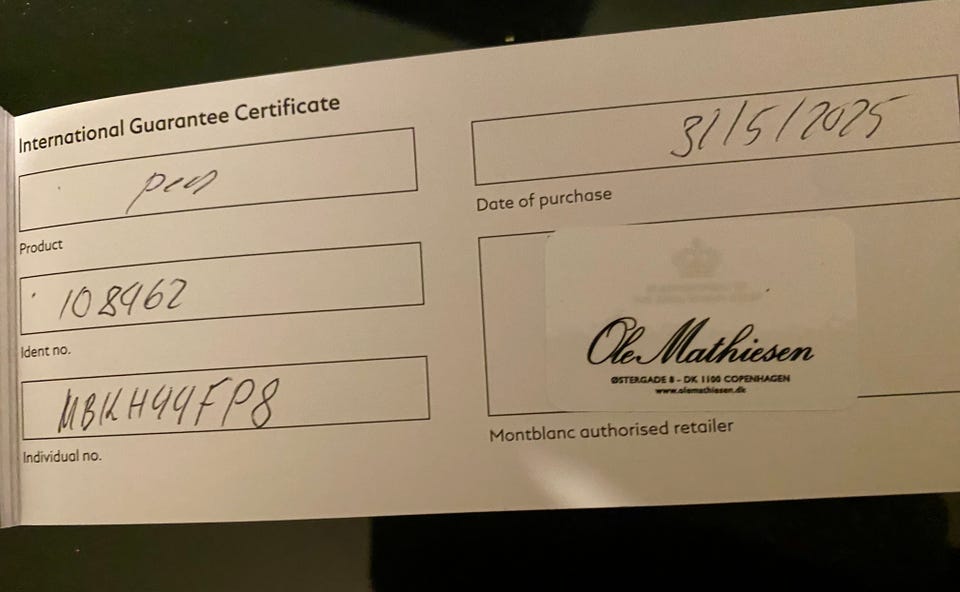 International Guarantee Certificate
pen
Product
108462
Ident no.
MBKH44FP8
Individual no.
31/5/2025
Date of purchase
Ole Mathiesen
ØSTERGADE 8 - DK 1100 COPENHAGEN
www.olemathiesen.dk
Montblanc authorised retailer